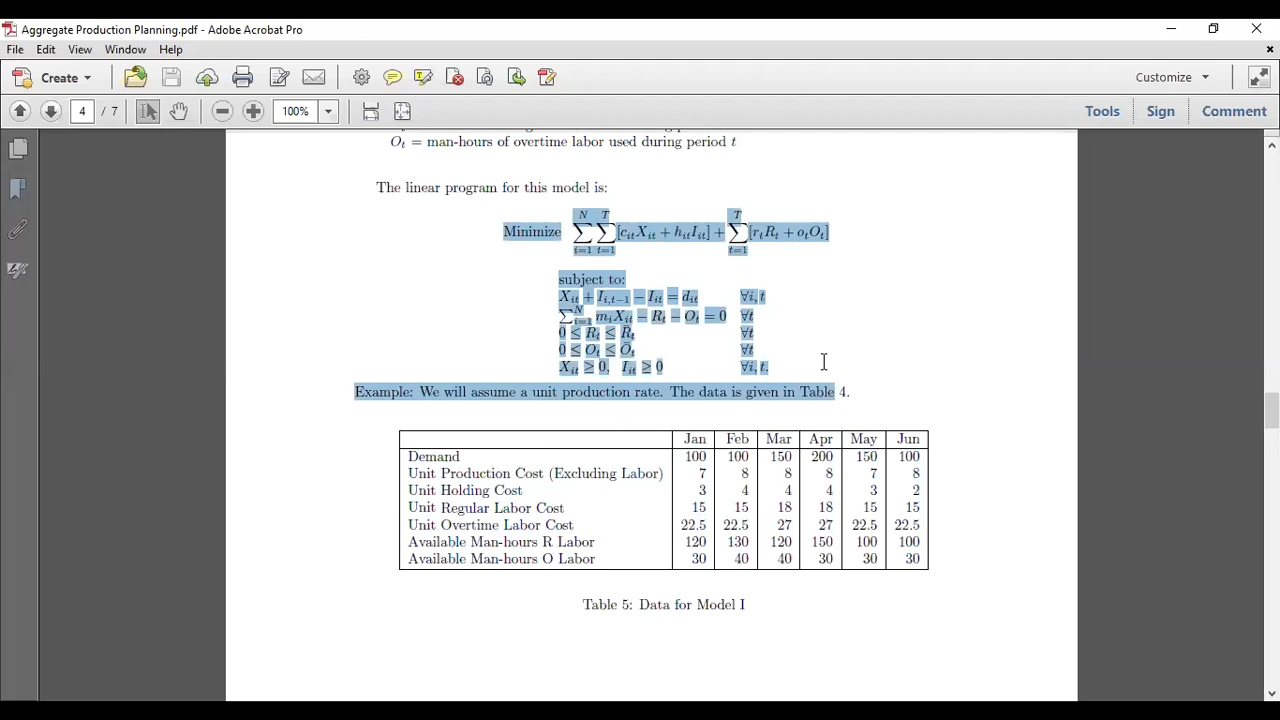 Aggregate Production Planning.pdf - Adobe Acrobat Pro
File Edit View Window Help
Create
Customize
4 / 7
100%
Tools Sign Comment
Oₜ = man-hours of overtime labor used during period t
The linear program for this model is:
Minimize ∑ᵢ₌₁ᴺ ∑ₜ₌₁ᵀ [cᵢₜXᵢₜ + hᵢₜIᵢₜ] + ∑ₜ₌₁ᵀ [rₜRₜ + oₜOₜ]
subject to:
Xᵢₜ + Iᵢ,ₜ₋₁ − Iᵢₜ = dᵢₜ ∀i, t
∑ᵢ₌₁ᴺ mᵢXᵢₜ − Rₜ − Oₜ = 0 ∀t
0 ≤ Rₜ ≤ R̄ₜ ∀t
0 ≤ Oₜ ≤ Ōₜ ∀t
Xᵢₜ ≥ 0, Iᵢₜ ≥ 0 ∀i, t.
Example: We will assume a unit production rate. The data is given in Table 4.
Jan Feb Mar Apr May Jun
Demand 100 100 150 200 150 100
Unit Production Cost (Excluding Labor) 7 8 8 8 7 8
Unit Holding Cost 3 4 4 4 3 2
Unit Regular Labor Cost 15 15 18 18 15 15
Unit Overtime Labor Cost 22.5 22.5 27 27 22.5 22.5
Available Man-hours R Labor 120 130 120 150 100 100
Available Man-hours O Labor 30 40 40 30 30 30
Table 5: Data for Model I